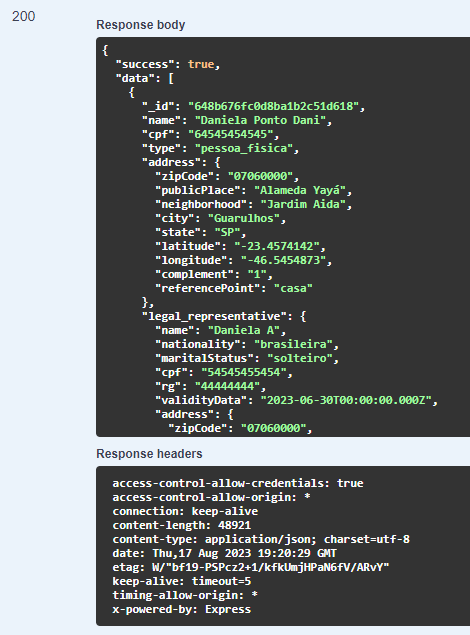 200
Response body
{
"success": true,
"data": [
{
"_id": "648b676fc0d8ba1b2c51d618",
"name": "Daniela Ponto Dani",
"cpf": "64545454545",
"type": "pessoa_fisica",
"address": {
"zipCode": "07060000",
"publicPlace": "Alameda Yayá",
"neighborhood": "Jardim Aida",
"city": "Guarulhos",
"state": "SP",
"latitude": "-23.4574142",
"longitude": "-46.5454873",
"complement": "1",
"referencePoint": "casa"
},
"legal_representative": {
"name": "Daniela A",
"nationality": "brasileira",
"maritalStatus": "solteiro",
"cpf": "54545455454",
"rg": "44444444",
"validityData": "2023-06-30T00:00:00.000Z",
"address": {
"zipCode": "07060000",
Response headers
access-control-allow-credentials: true
access-control-allow-origin: *
connection: keep-alive
content-length: 48921
content-type: application/json; charset=utf-8
date: Thu,17 Aug 2023 19:20:29 GMT
etag: W/"bf19-PSPcz2+1/kfkUmjHPaN6fV/ARvY"
keep-alive: timeout=5
timing-allow-origin: *
x-powered-by: Express